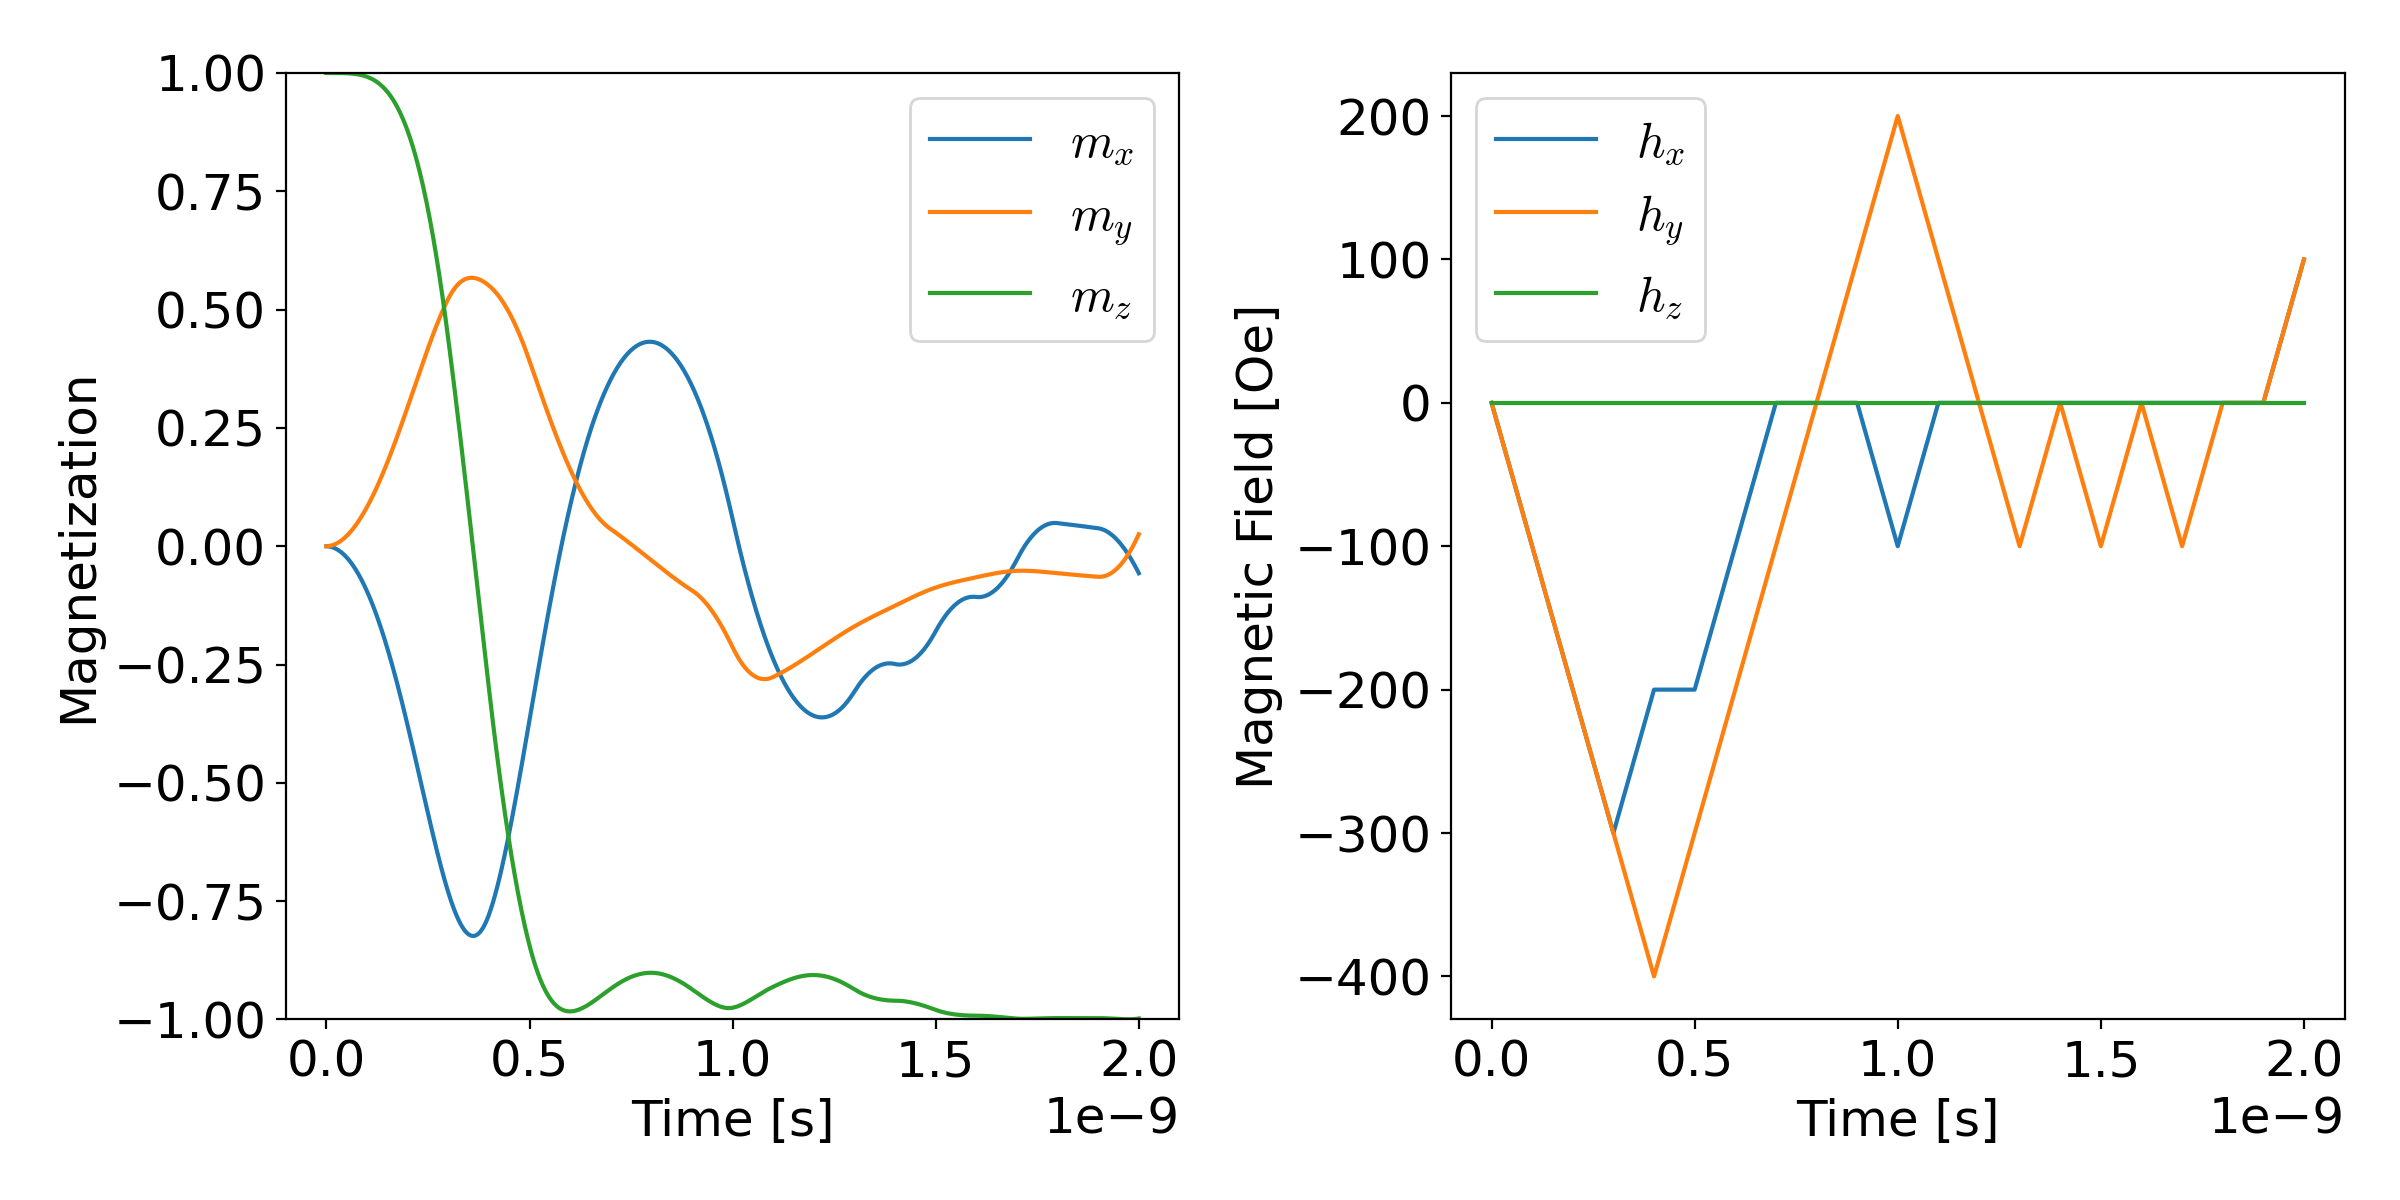 Magnetization
1.00
0.75
0.50
0.25
0.00
−0.25
−0.50
−0.75
−1.00
m_x
m_y
m_z
0.0 0.5 1.0 1.5 2.0
Time [s]
1e−9
Magnetic Field [Oe]
200
100
0
−100
−200
−300
−400
h_x
h_y
h_z
0.0 0.5 1.0 1.5 2.0
Time [s]
1e−9